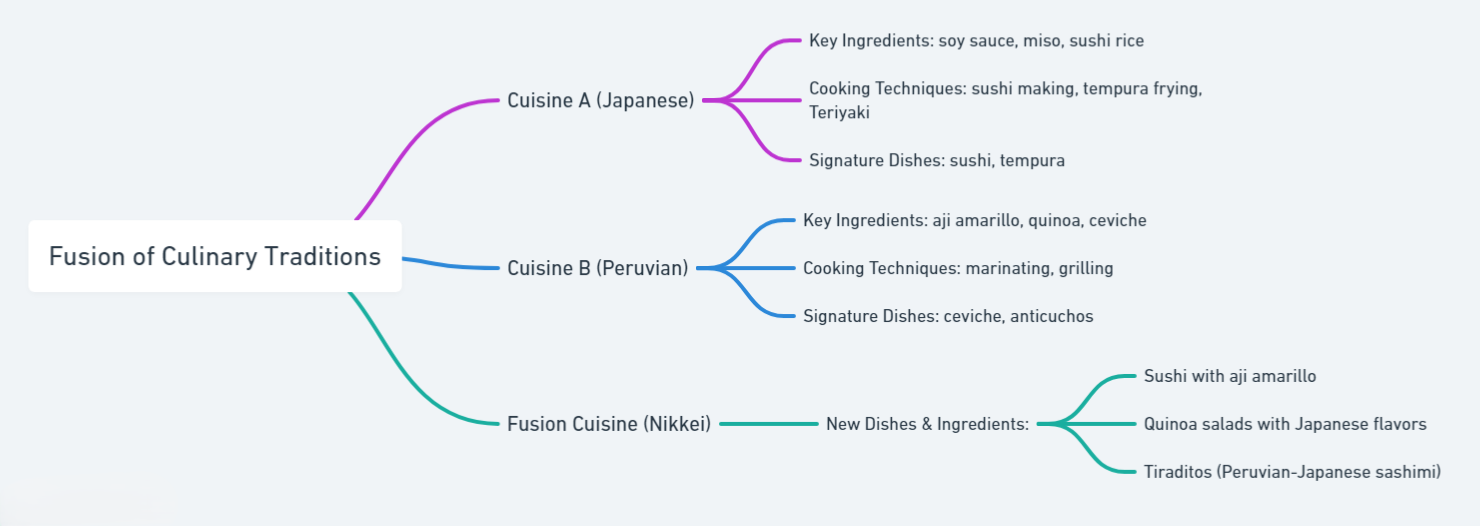 Fusion of Culinary Traditions
Cuisine A (Japanese)
Key Ingredients: soy sauce, miso, sushi rice
Cooking Techniques: sushi making, tempura frying,
Teriyaki
Signature Dishes: sushi, tempura
Cuisine B (Peruvian)
Key Ingredients: aji amarillo, quinoa, ceviche
Cooking Techniques: marinating, grilling
Signature Dishes: ceviche, anticuchos
Fusion Cuisine (Nikkei)
New Dishes & Ingredients:
Sushi with aji amarillo
Quinoa salads with Japanese flavors
Tiraditos (Peruvian-Japanese sashimi)